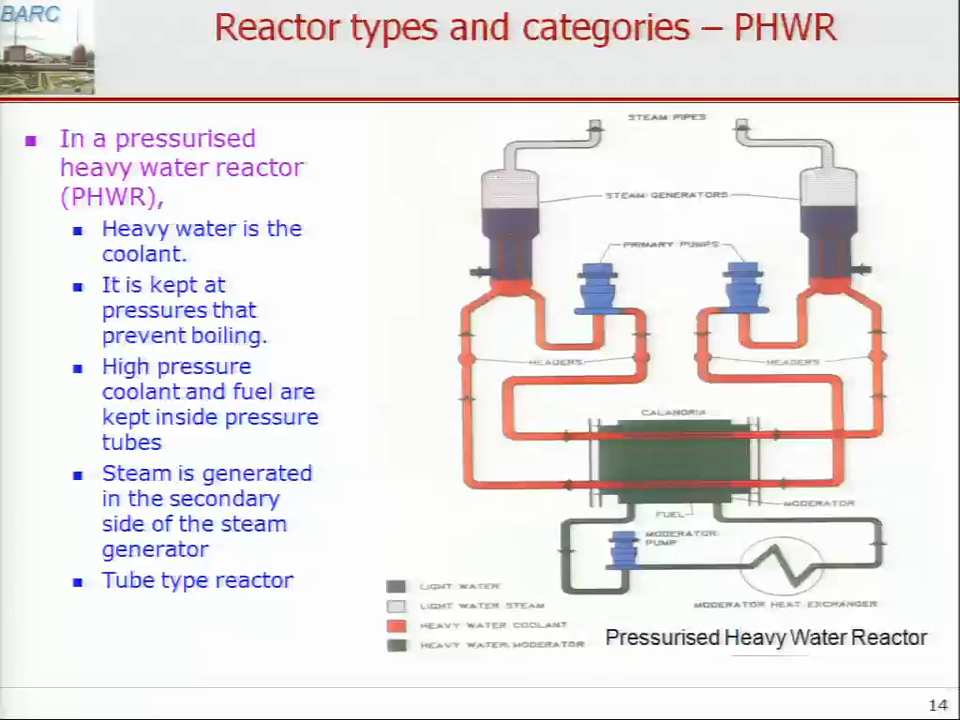 BARC
Reactor types and categories – PHWR
In a pressurised
heavy water reactor
(PHWR),
Heavy water is the
coolant.
It is kept at
pressures that
prevent boiling.
High pressure
coolant and fuel are
kept inside pressure
tubes
Steam is generated
in the secondary
side of the steam
generator
Tube type reactor
STEAM PIPES
STEAM GENERATORS
PRIMARY PUMPS
HEADERS
HEADERS
CALANDRIA
MODERATOR
FUEL
MODERATOR
PUMP
MODERATOR HEAT EXCHANGER
LIGHT WATER
LIGHT WATER STEAM
HEAVY WATER COOLANT
HEAVY WATER MODERATOR
Pressurised Heavy Water Reactor
14